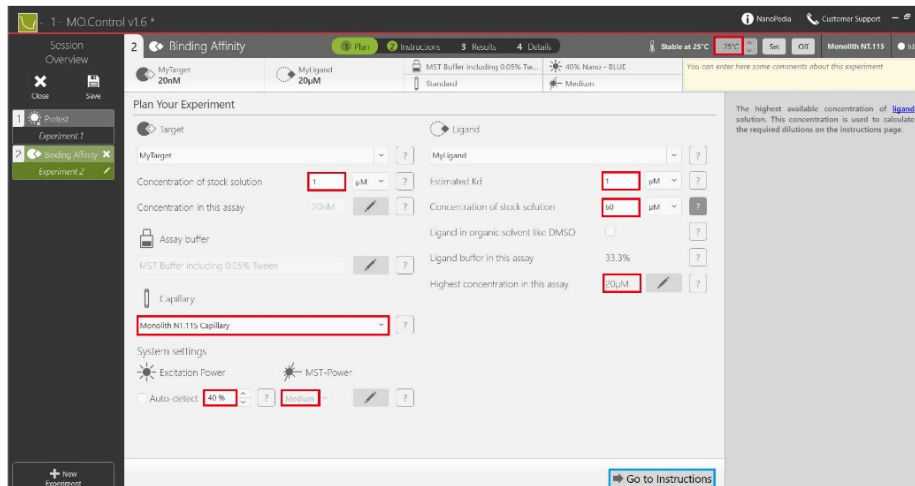 1 - MO.Control v1.6 *
NanoPedia
Customer Support
Session
Overview
Close
Save
2 Binding Affinity
1 Plan
2 Instructions
3 Results
4 Details
Stable at 25°C
25°C
Set
Off
Monolith NT.115
MyTarget
20nM
MyLigand
20µM
MST Buffer including 0.05% Tw...
40% Nano - BLUE
Standard
Medium
You can enter here some comments about this experiment
1 Pretest
Experiment 1
2 Binding Affinity
Experiment 2
Plan Your Experiment
Target
Ligand
MyTarget
?
MyLigand
?
Concentration of stock solution
1
µM
?
Estimated Kd
1
µM
?
Concentration in this assay
20nM
?
Concentration of stock solution
60
µM
?
Assay buffer
Ligand in organic solvent like DMSO
?
MST Buffer including 0.05% Tween
?
Ligand buffer in this assay
33.3%
?
Highest concentration in this assay
20µM
?
Capillary
Monolith NT.115 Capillary
?
System settings
Excitation Power
MST-Power
Auto-detect
40 %
?
Medium
?
The highest available concentration of ligand
solution. This concentration is used to calculate
the required dilutions on the instructions page.
New
Experiment
Go to Instructions